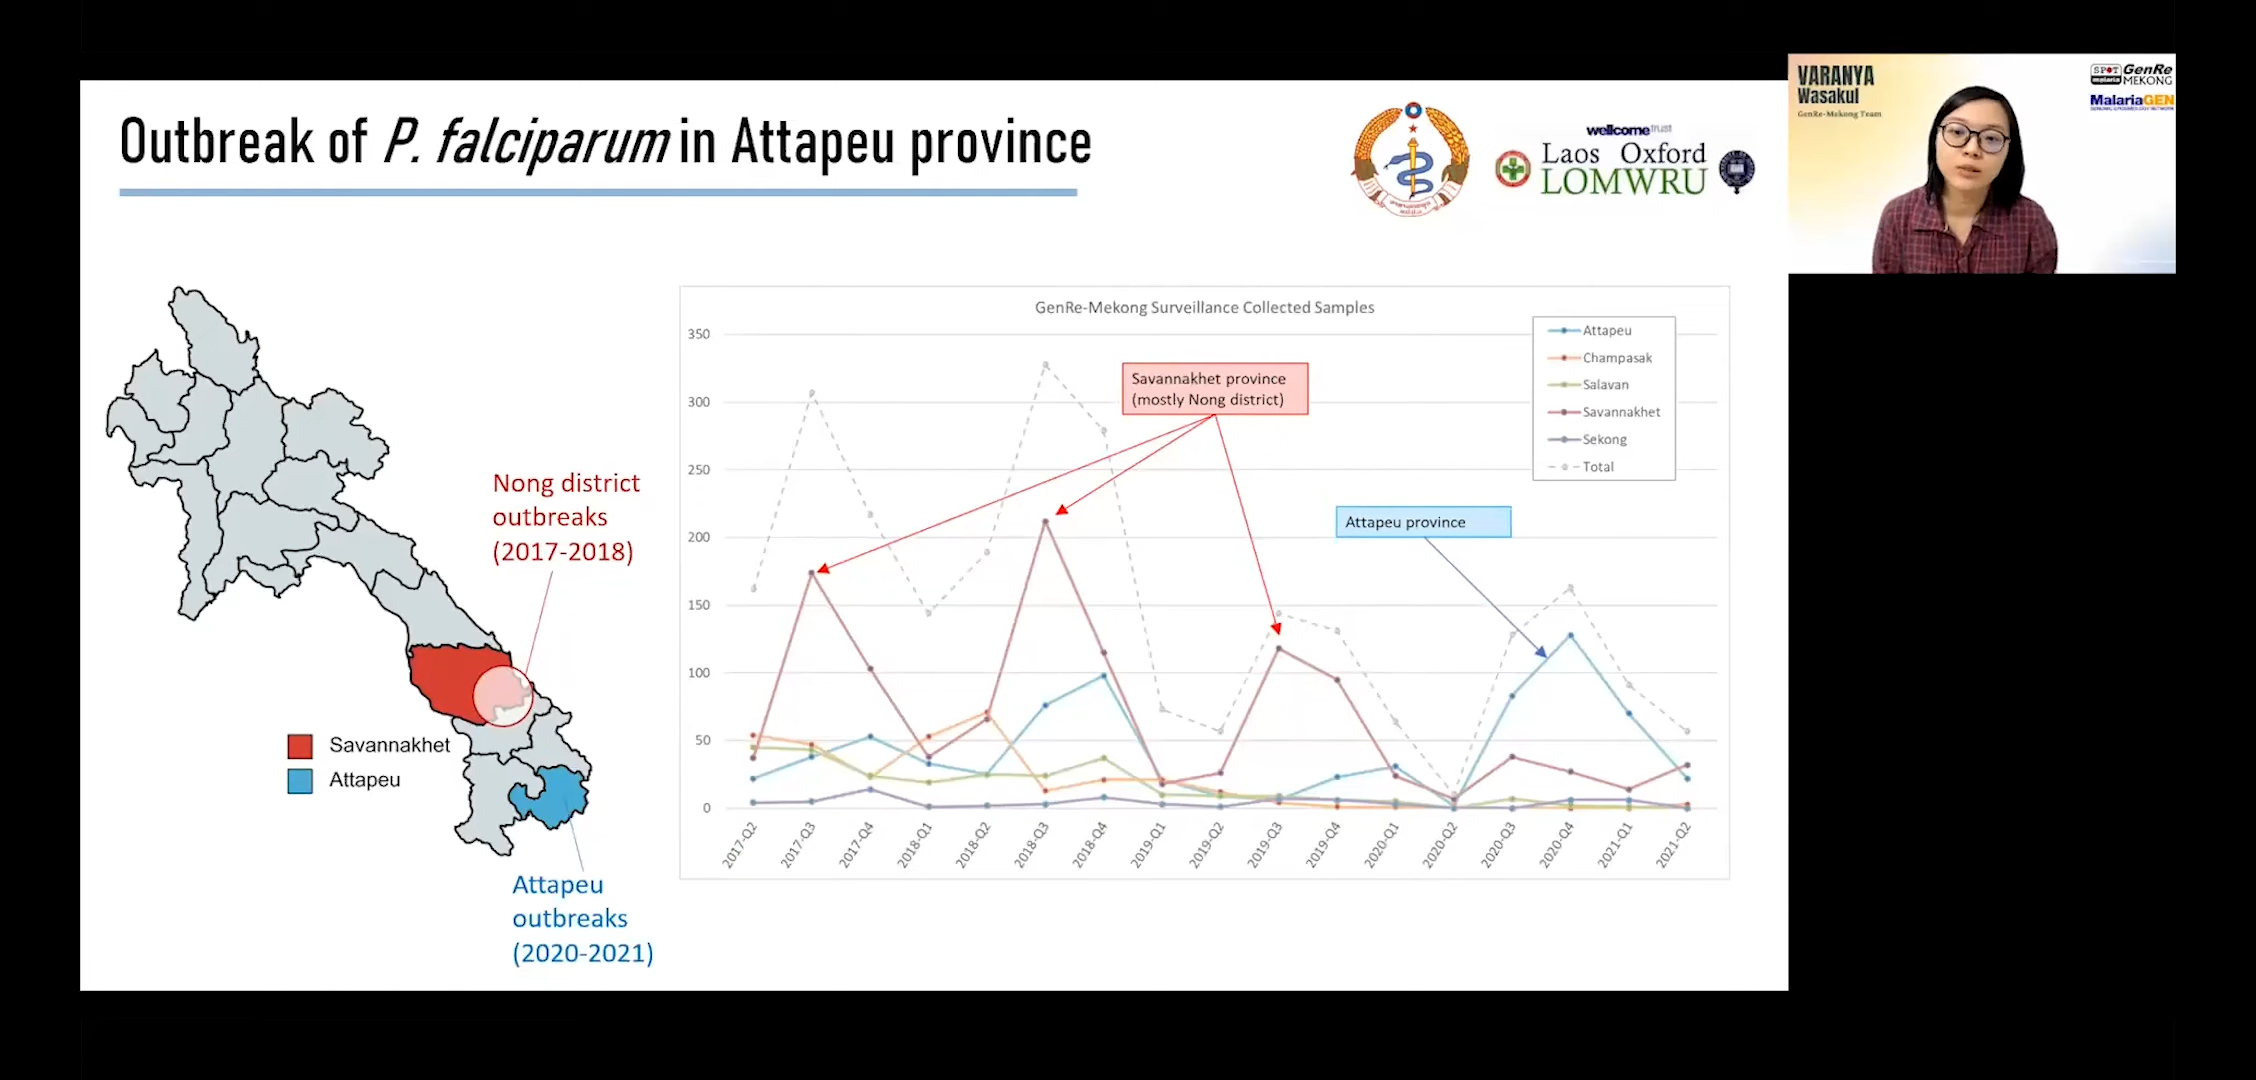 Outbreak of P. falciparum in Attapeu province
wellcome trust
Laos Oxford
LOMWRU
VARANYA
Wasakul
GenRe-Mekong Team
SPOT malaria
GenRe
MEKONG
MalariaGEN
GENOMIC EPIDEMIOLOGY NETWORK
Nong district
outbreaks
(2017-2018)
Savannakhet
Attapeu
Attapeu
outbreaks
(2020-2021)
GenRe-Mekong Surveillance Collected Samples
350
300
250
200
150
100
50
0
2017-Q2
2017-Q3
2017-Q4
2018-Q1
2018-Q2
2018-Q3
2018-Q4
2019-Q1
2019-Q2
2019-Q3
2019-Q4
2020-Q1
2020-Q2
2020-Q3
2020-Q4
2021-Q1
2021-Q2
Savannakhet province
(mostly Nong district)
Attapeu province
Attapeu
Champasak
Salavan
Savannakhet
Sekong
Total